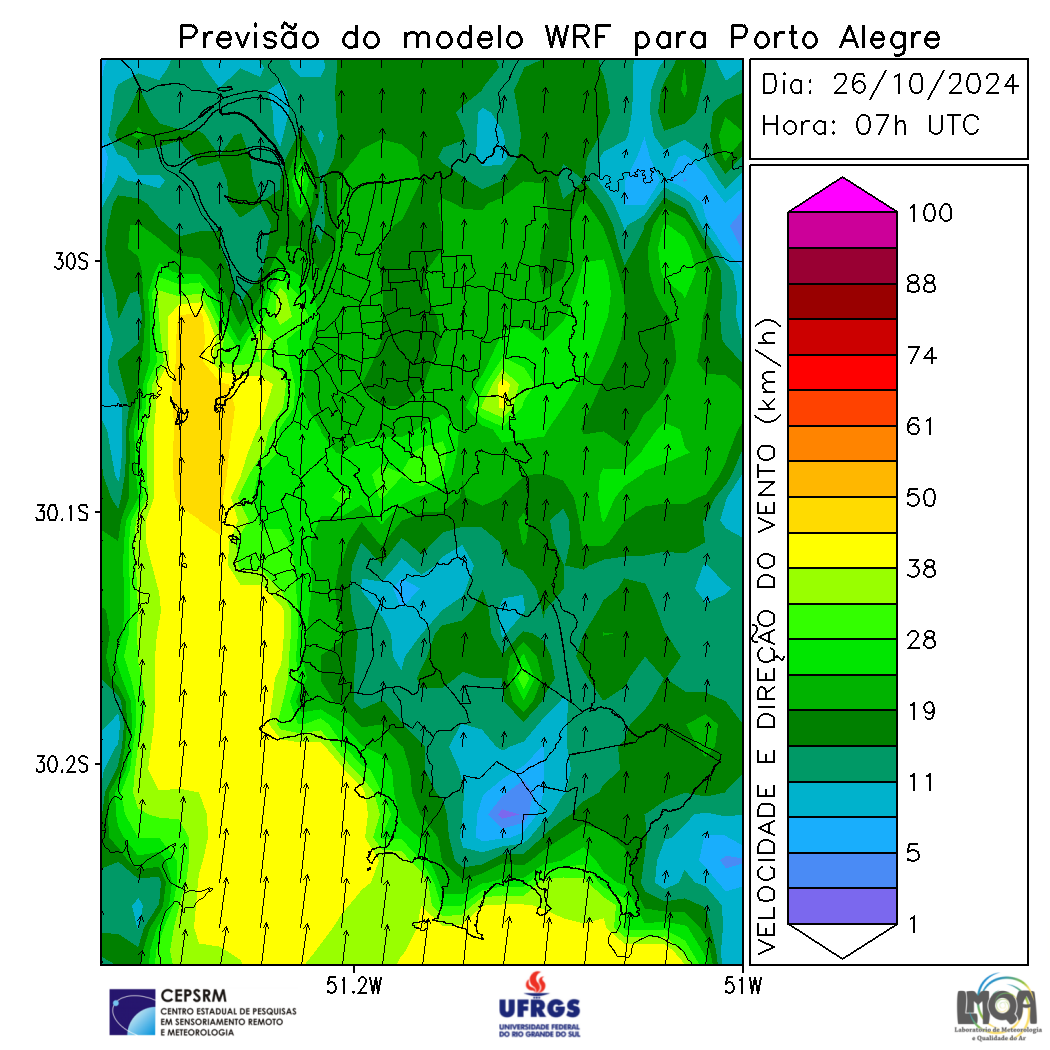 Previsão do modelo WRF para Porto Alegre
Dia: 26/10/2024
Hora: 07h UTC
30S
30.1S
30.2S
51.2W
51W
VELOCIDADE E DIREÇÃO DO VENTO (km/h)
100
88
74
61
50
38
28
19
11
5
1
CEPSRM
CENTRO ESTADUAL DE PESQUISAS
EM SENSORIAMENTO REMOTO
E METEOROLOGIA
UFRGS
UNIVERSIDADE FEDERAL
DO RIO GRANDE DO SUL
LMQA
Laboratório de Meteorologia
e Qualidade do Ar